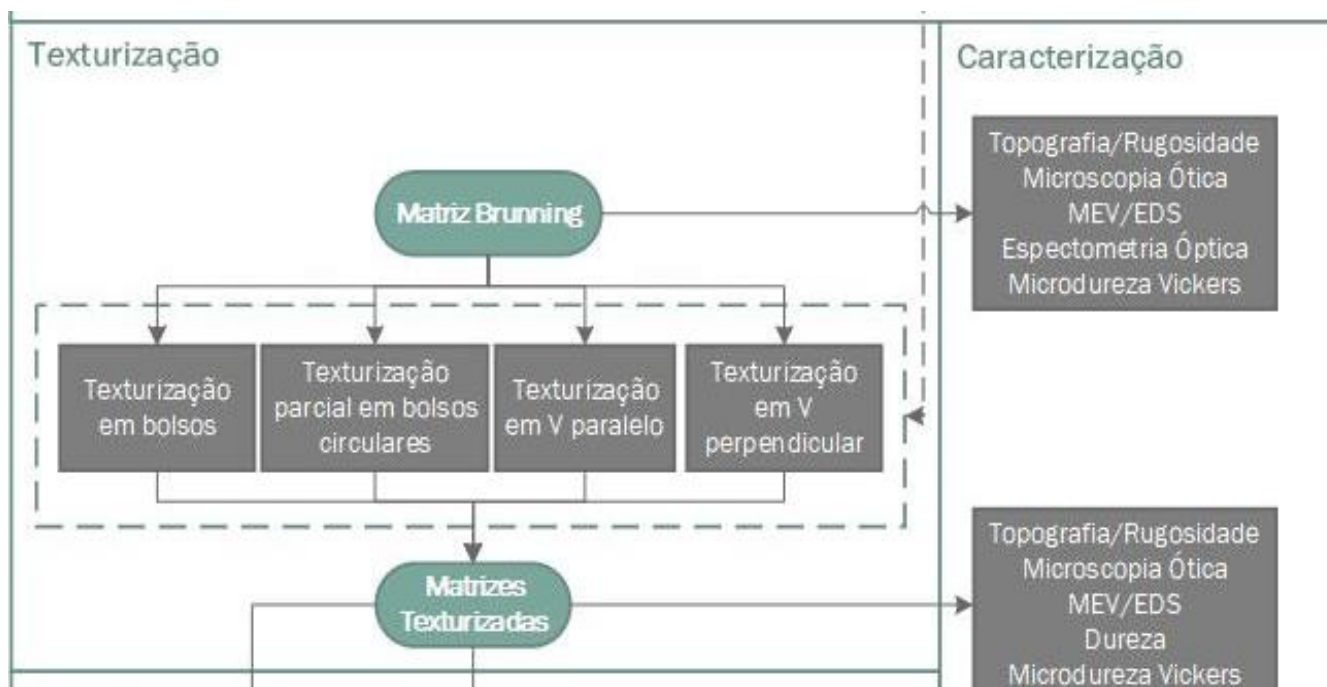 Texturização
Caracterização
Matriz Brunning
Topografia/Rugosidade
Microscopia Ótica
MEV/EDS
Espectometria Óptica
Microdureza Vickers
Texturização
em bolsos
Texturização
parcial em bolsos
circulares
Texturização
em V paralelo
Texturização
em V
perpendicular
Matrizes
Texturizadas
Topografia/Rugosidade
Microscopia Ótica
MEV/EDS
Dureza
Microdureza Vickers